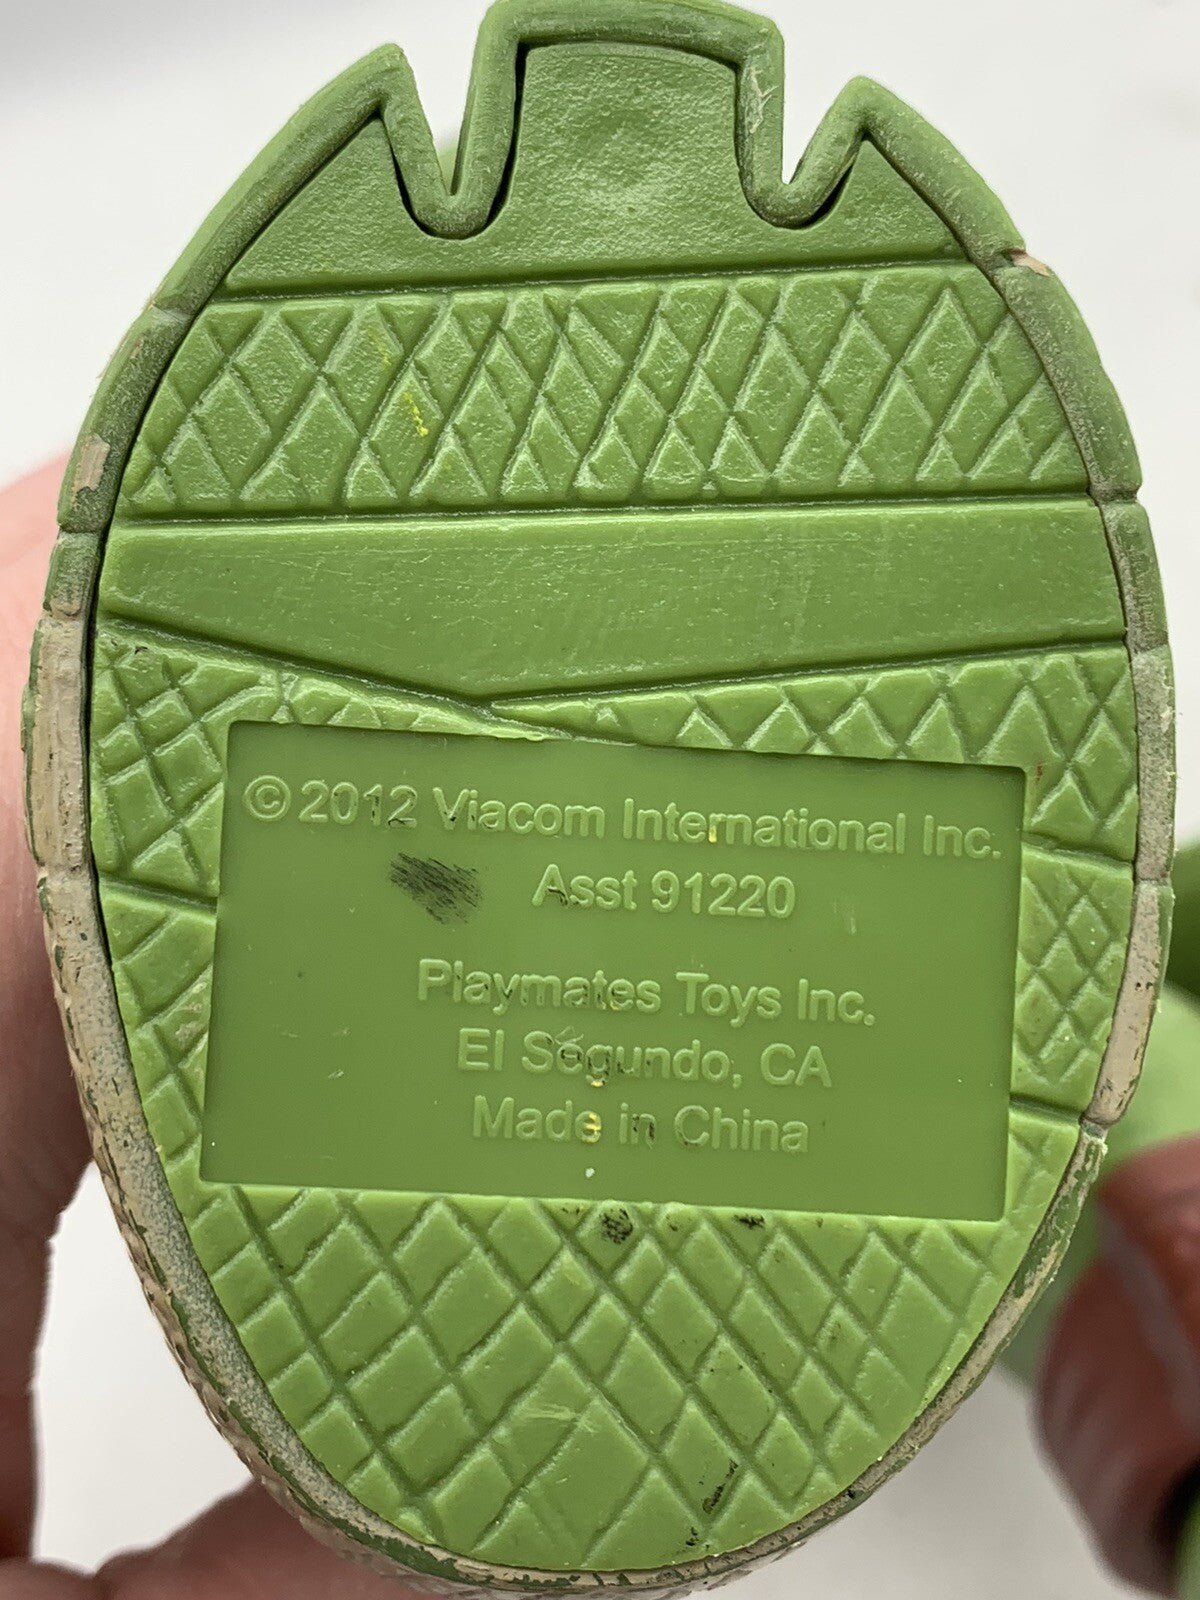 © 2012 Viacom International Inc.
Asst 91220
Playmates Toys Inc.
El Segundo, CA
Made in China